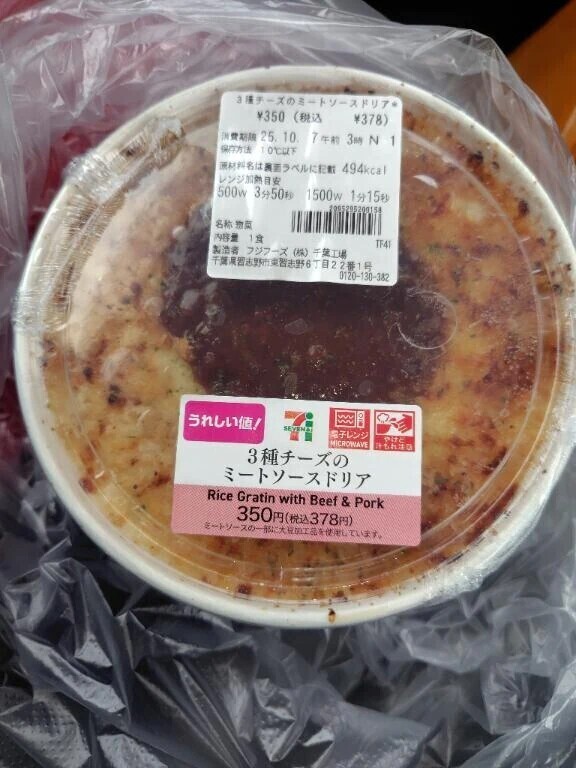 3種チーズのミートソースドリア*
¥350 (税込 ¥378)
消費期限 25.10. 7午前 3時 N 1
保存方法 10℃以下
原材料名は裏面ラベルに記載 494kcal
レンジ加熱目安
500W 3分50秒 1500W 1分15秒
2055295200158
名称:惣菜
内容量 1食 TF41
製造者 フジフーズ(株)千葉工場
千葉県習志野市東習志野6丁目22番1号
0120-130-382
うれしい値!
7
SEVEN&i
電子レンジ
MICROWAVE
やけど
汁もれ注意
3種チーズの
ミートソースドリア
Rice Gratin with Beef & Pork
350円(税込378円)
ミートソースの一部に大豆加工品を使用しています。